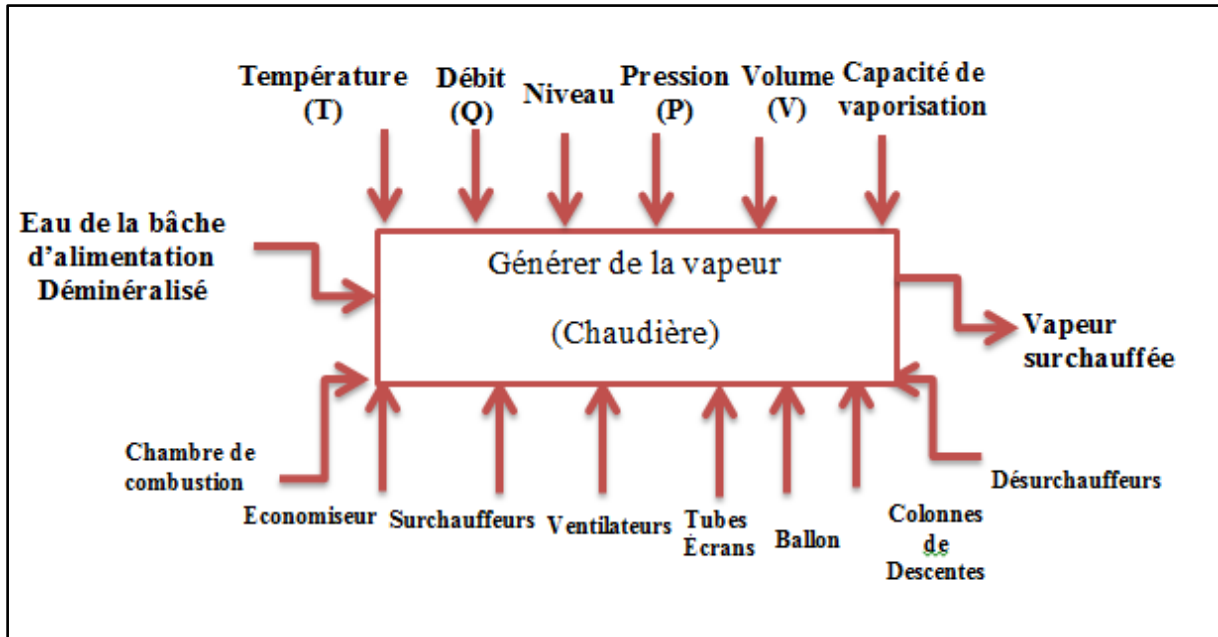 Température
(T)
Débit
(Q)
Niveau
Pression
(P)
Volume
(V)
Capacité de
vaporisation
Eau de la bâche
d'alimentation
Déminéralisé
Générer de la vapeur
(Chaudière)
Vapeur
surchauffée
Chambre de
combustion
Economiseur
Surchauffeurs
Ventilateurs
Tubes
Écrans
Ballon
Colonnes
de
Descentes
Désurchauffeurs